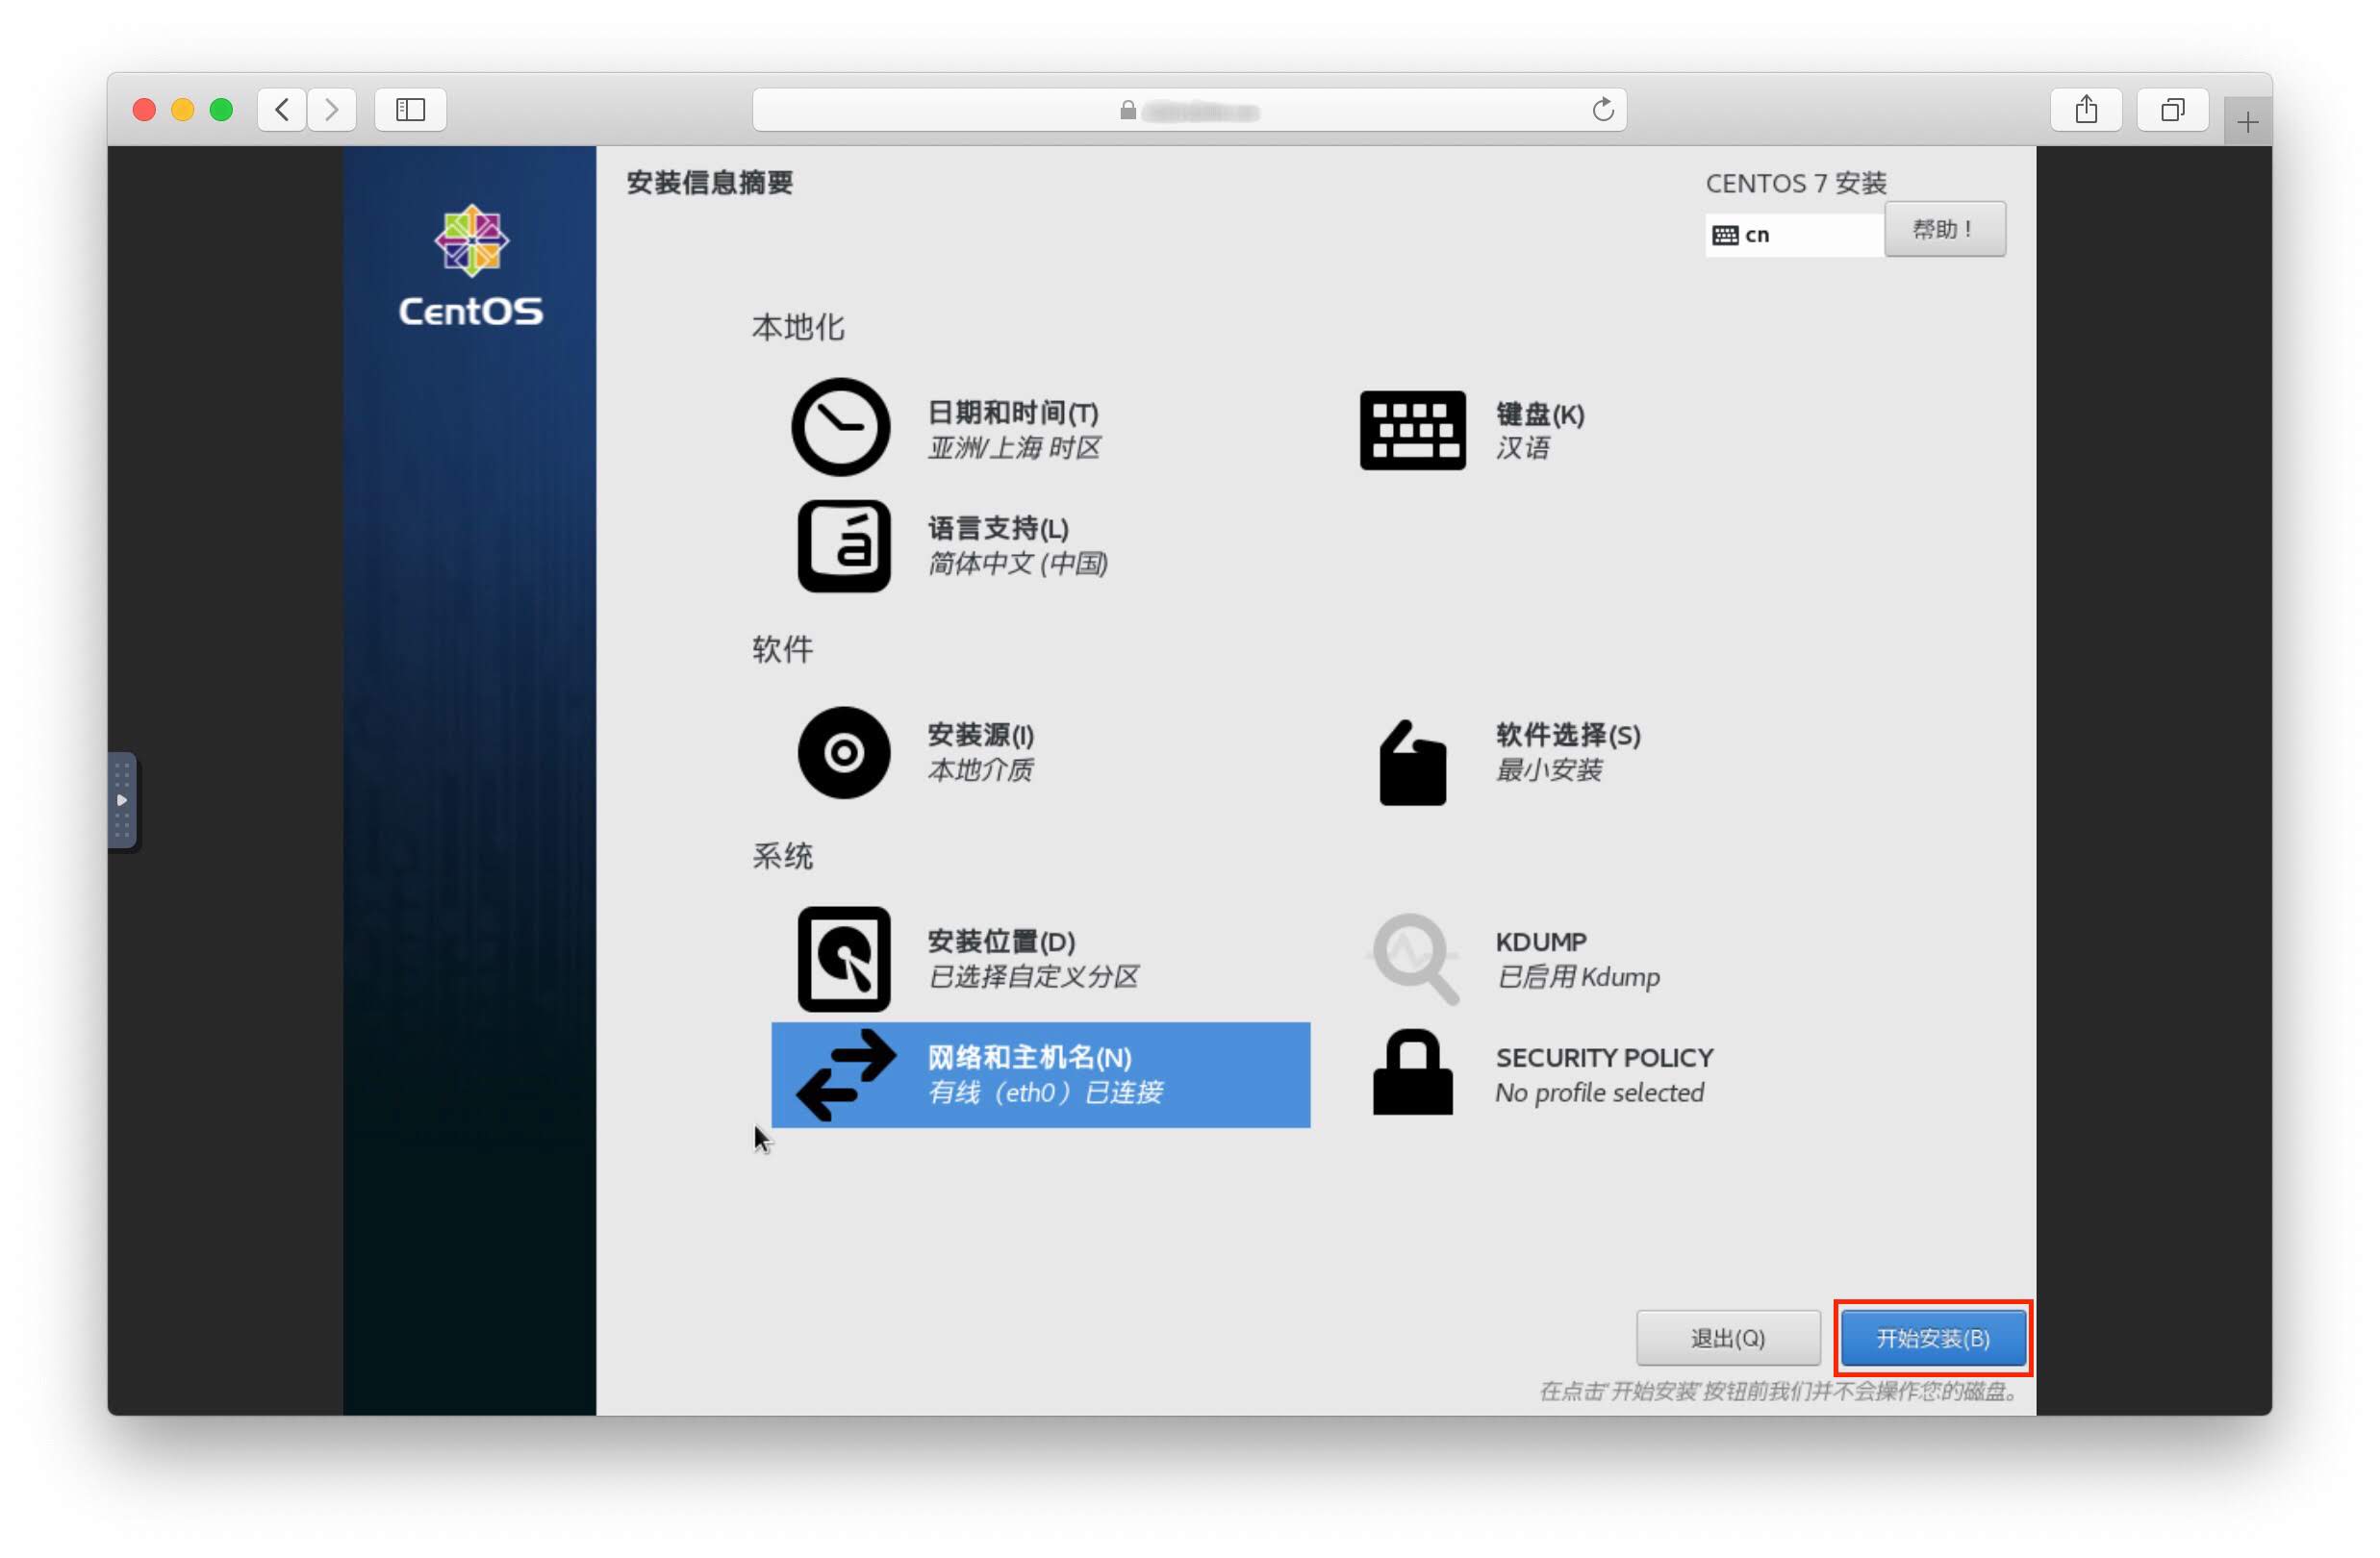 安装信息摘要
CENTOS 7 安装
cn
帮助！
CentOS
本地化
日期和时间(T)
亚洲/上海 时区
键盘(K)
汉语
á
语言支持(L)
简体中文 (中国)
软件
安装源(I)
本地介质
软件选择(S)
最小安装
系统
安装位置(D)
已选择自定义分区
KDUMP
已启用 Kdump
网络和主机名(N)
有线（eth0）已连接
SECURITY POLICY
No profile selected
退出(Q)
开始安装(B)
在点击“开始安装”按钮前我们并不会操作您的磁盘。